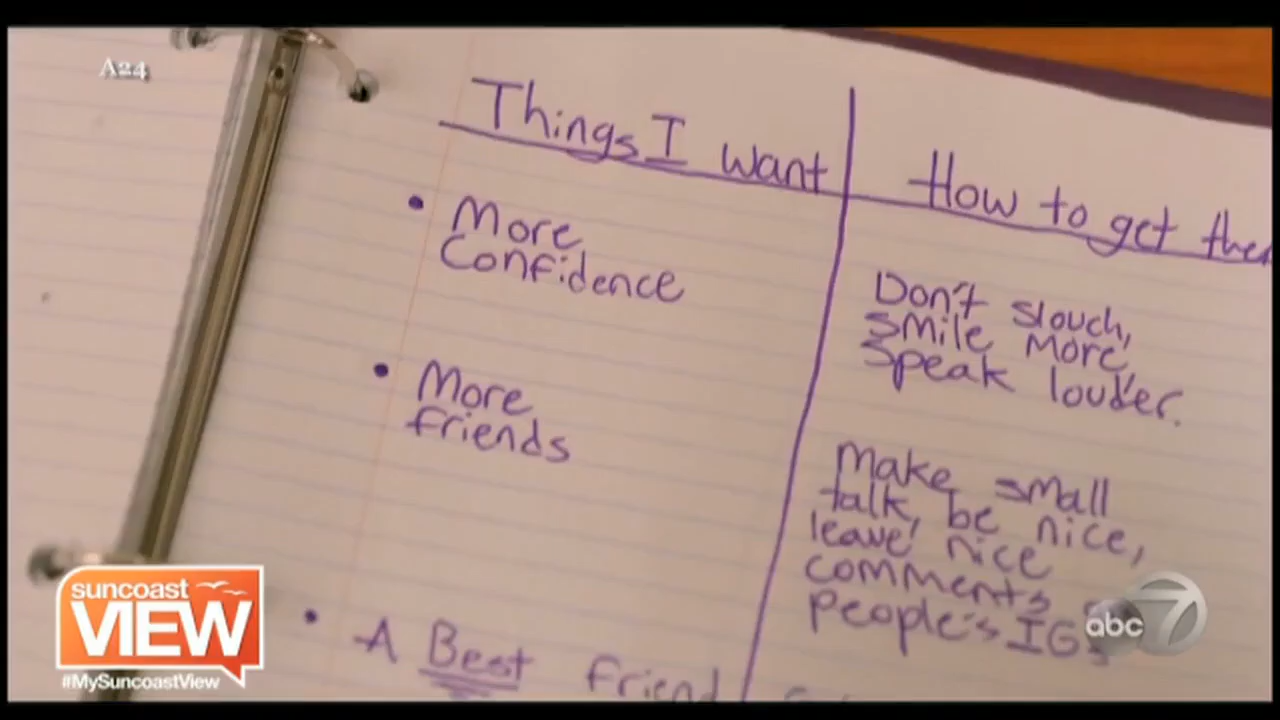 A24
Things I want
How to get
More
Confidence
Don't slouch,
smile more,
speak louder.
More
friends
Make small
talk, be nice,
leave nice
comments
people's IG
A Best friend
suncoast
VIEW
#MySuncoastView
abc 7